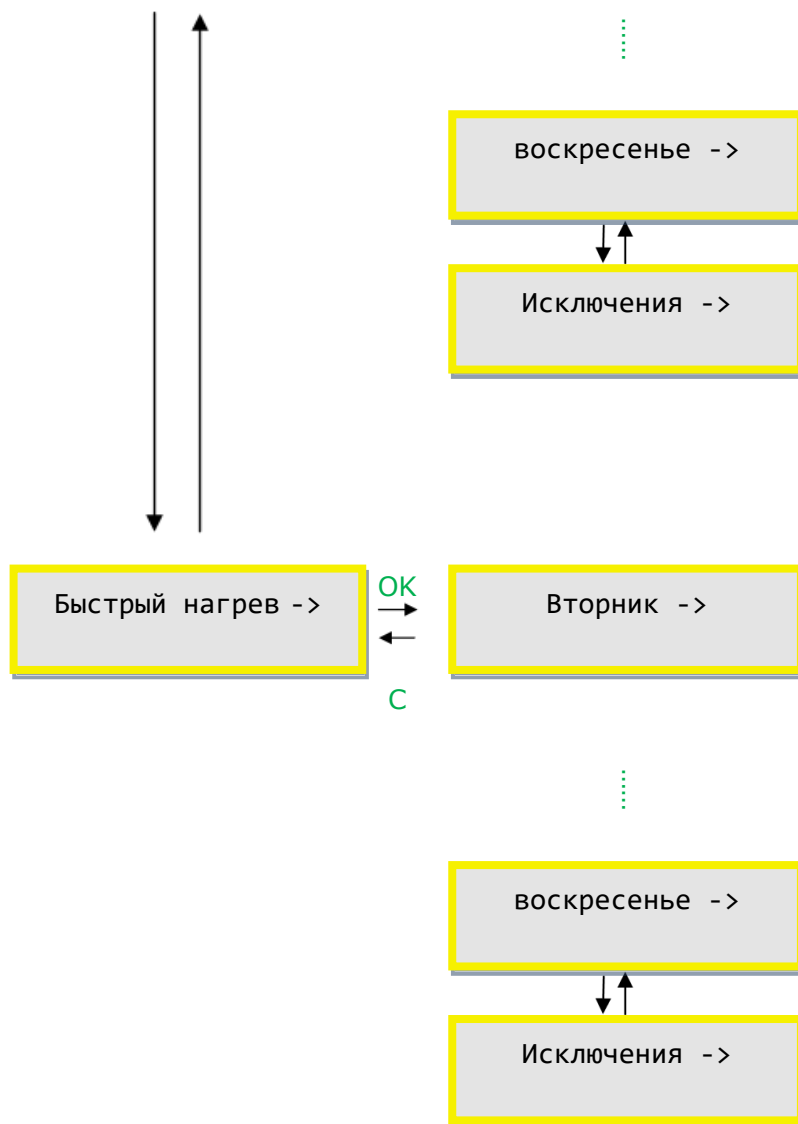 воскресенье ->
Исключения ->
Быстрый нагрев ->
OK
Вторник ->
C
воскресенье ->
Исключения ->